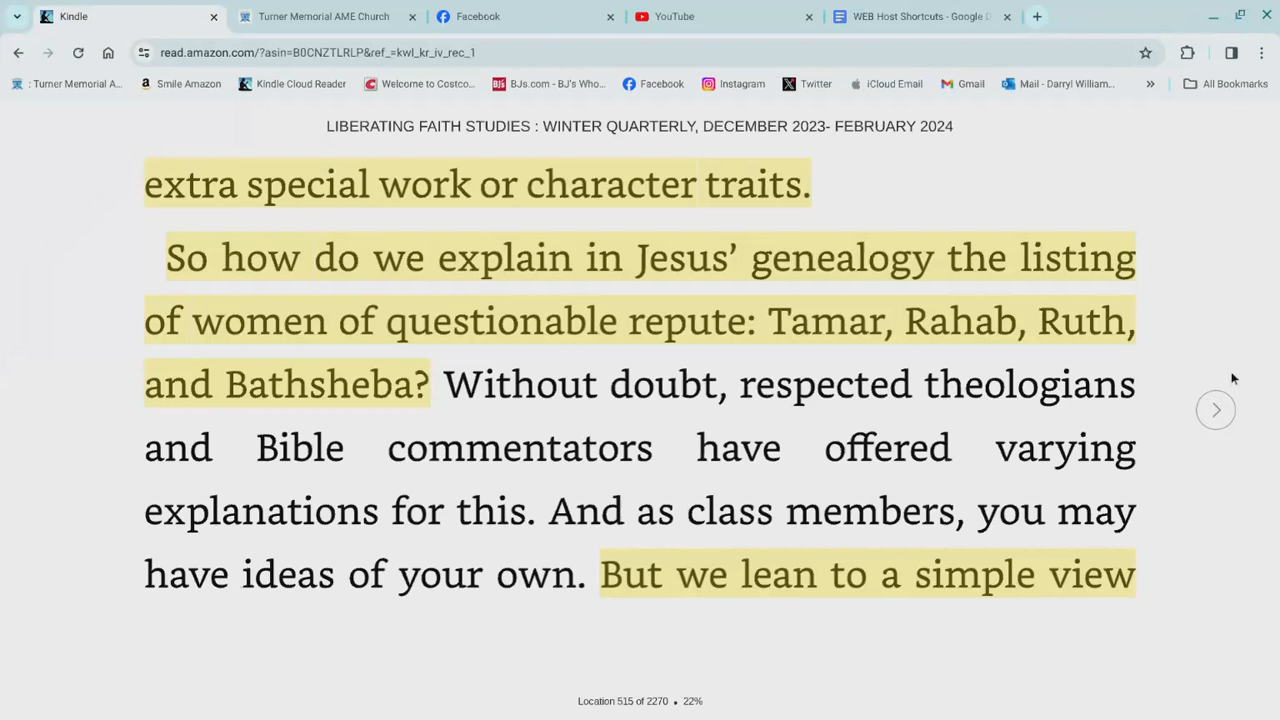 Kindle
Turner Memorial AME Church
Facebook
YouTube
WEB Host Shortcuts - Google D
read.amazon.com/?asin=B0CNZTLRLP&ref_=kwl_kr_iv_rec_1
: Turner Memorial A...
Smile Amazon
Kindle Cloud Reader
Welcome to Costco...
BJs.com - BJ's Who...
Facebook
Instagram
Twitter
iCloud Email
Gmail
Mail - Darryl William...
All Bookmarks
LIBERATING FAITH STUDIES : WINTER QUARTERLY, DECEMBER 2023- FEBRUARY 2024
extra special work or character traits.
So how do we explain in Jesus’ genealogy the listing
of women of questionable repute: Tamar, Rahab, Ruth,
and Bathsheba? Without doubt, respected theologians
and Bible commentators have offered varying
explanations for this. And as class members, you may
have ideas of your own. But we lean to a simple view
Location 515 of 2270 • 22%